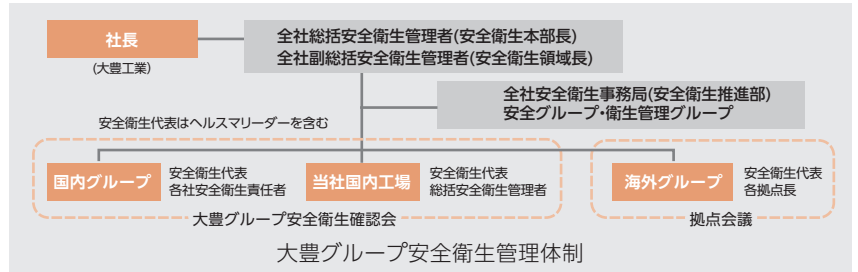 社長
(大豊工業)
全社総括安全衛生管理者(安全衛生本部長)
全社副総括安全衛生管理者(安全衛生領域長)
全社安全衛生事務局(安全衛生推進部)
安全グループ・衛生管理グループ
安全衛生代表はヘルスマリーダーを含む
国内グループ
安全衛生代表
各社安全衛生責任者
当社国内工場
安全衛生代表
総括安全衛生管理者
海外グループ
安全衛生代表
各拠点長
大豊グループ安全衛生確認会
拠点会議
大豊グループ安全衛生管理体制